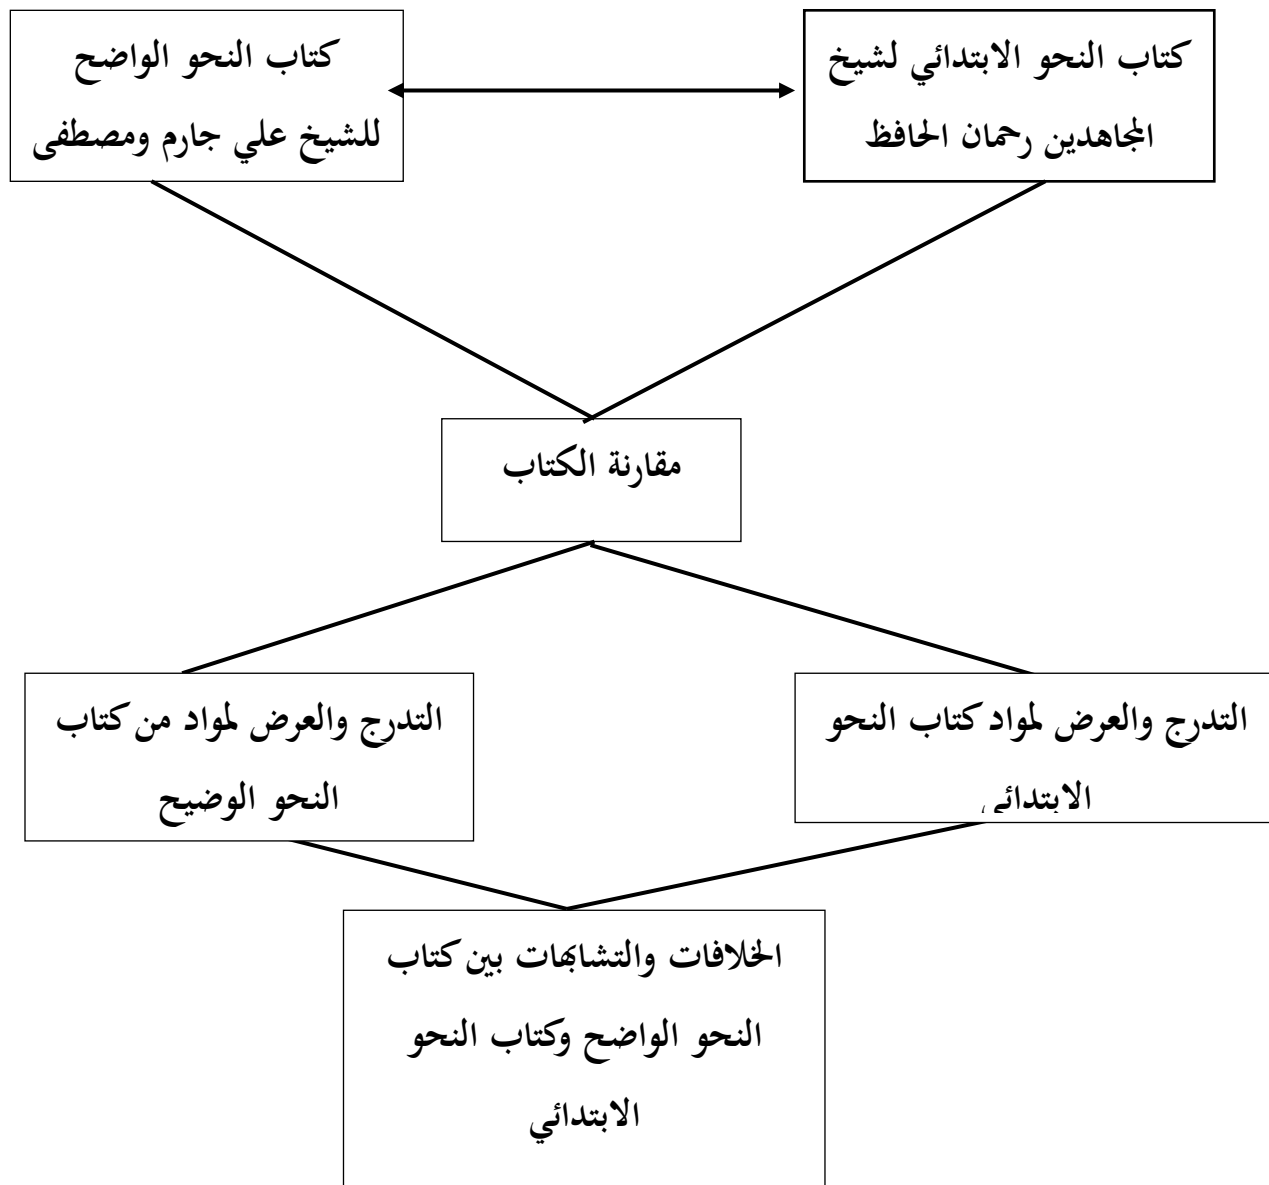 كتاب النحو الابتدائي لشيخ
المجاهدين رحمان الحافظ
كتاب النحو الواضح
للشيخ علي جارم ومصطفى
مقارنة الكتاب
التدرج والعرض لمواد كتاب النحو
الابتدائي
التدرج والعرض لمواد من كتاب
النحو الوضيح
الخلافات والتشابهات بين كتاب
النحو الواضح وكتاب النحو
الابتدائي